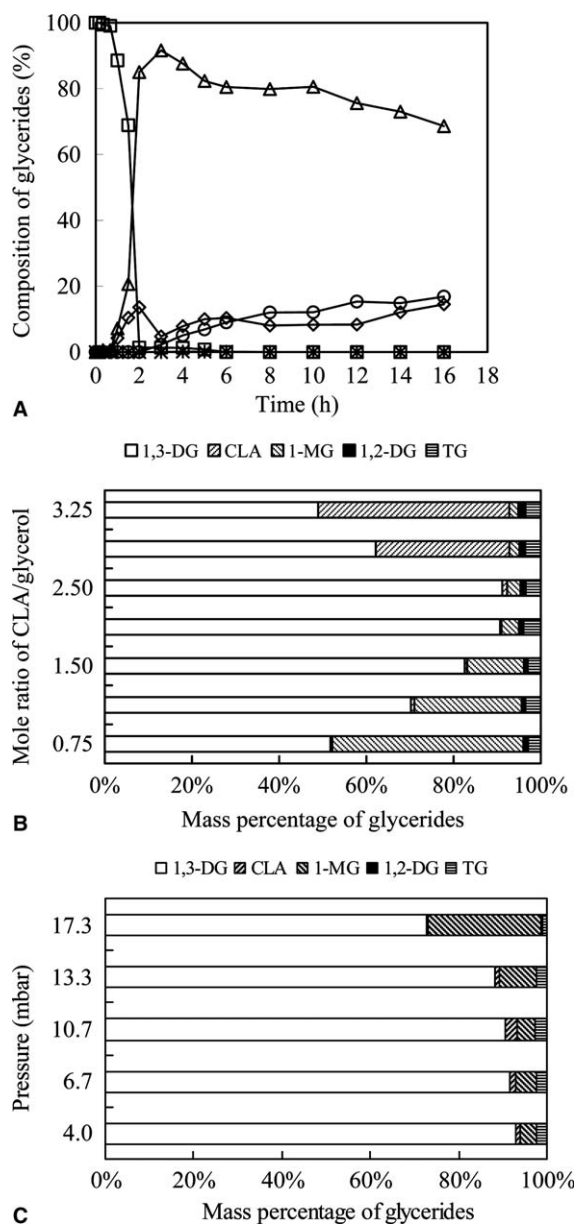 Composition of glycerides (%)
100
80
60
40
20
0
0 2 4 6 8 10 12 14 16 18
Time (h)
A
1,3-DG CLA 1-MG 1,2-DG TG
Mole ratio of CLA/glycerol
3.25
2.50
1.50
0.75
0% 20% 40% 60% 80% 100%
Mass percentage of glycerides
B
1,3-DG CLA 1-MG 1,2-DG TG
Pressure (mbar)
17.3
13.3
10.7
6.7
4.0
0% 20% 40% 60% 80% 100%
Mass percentage of glycerides
C